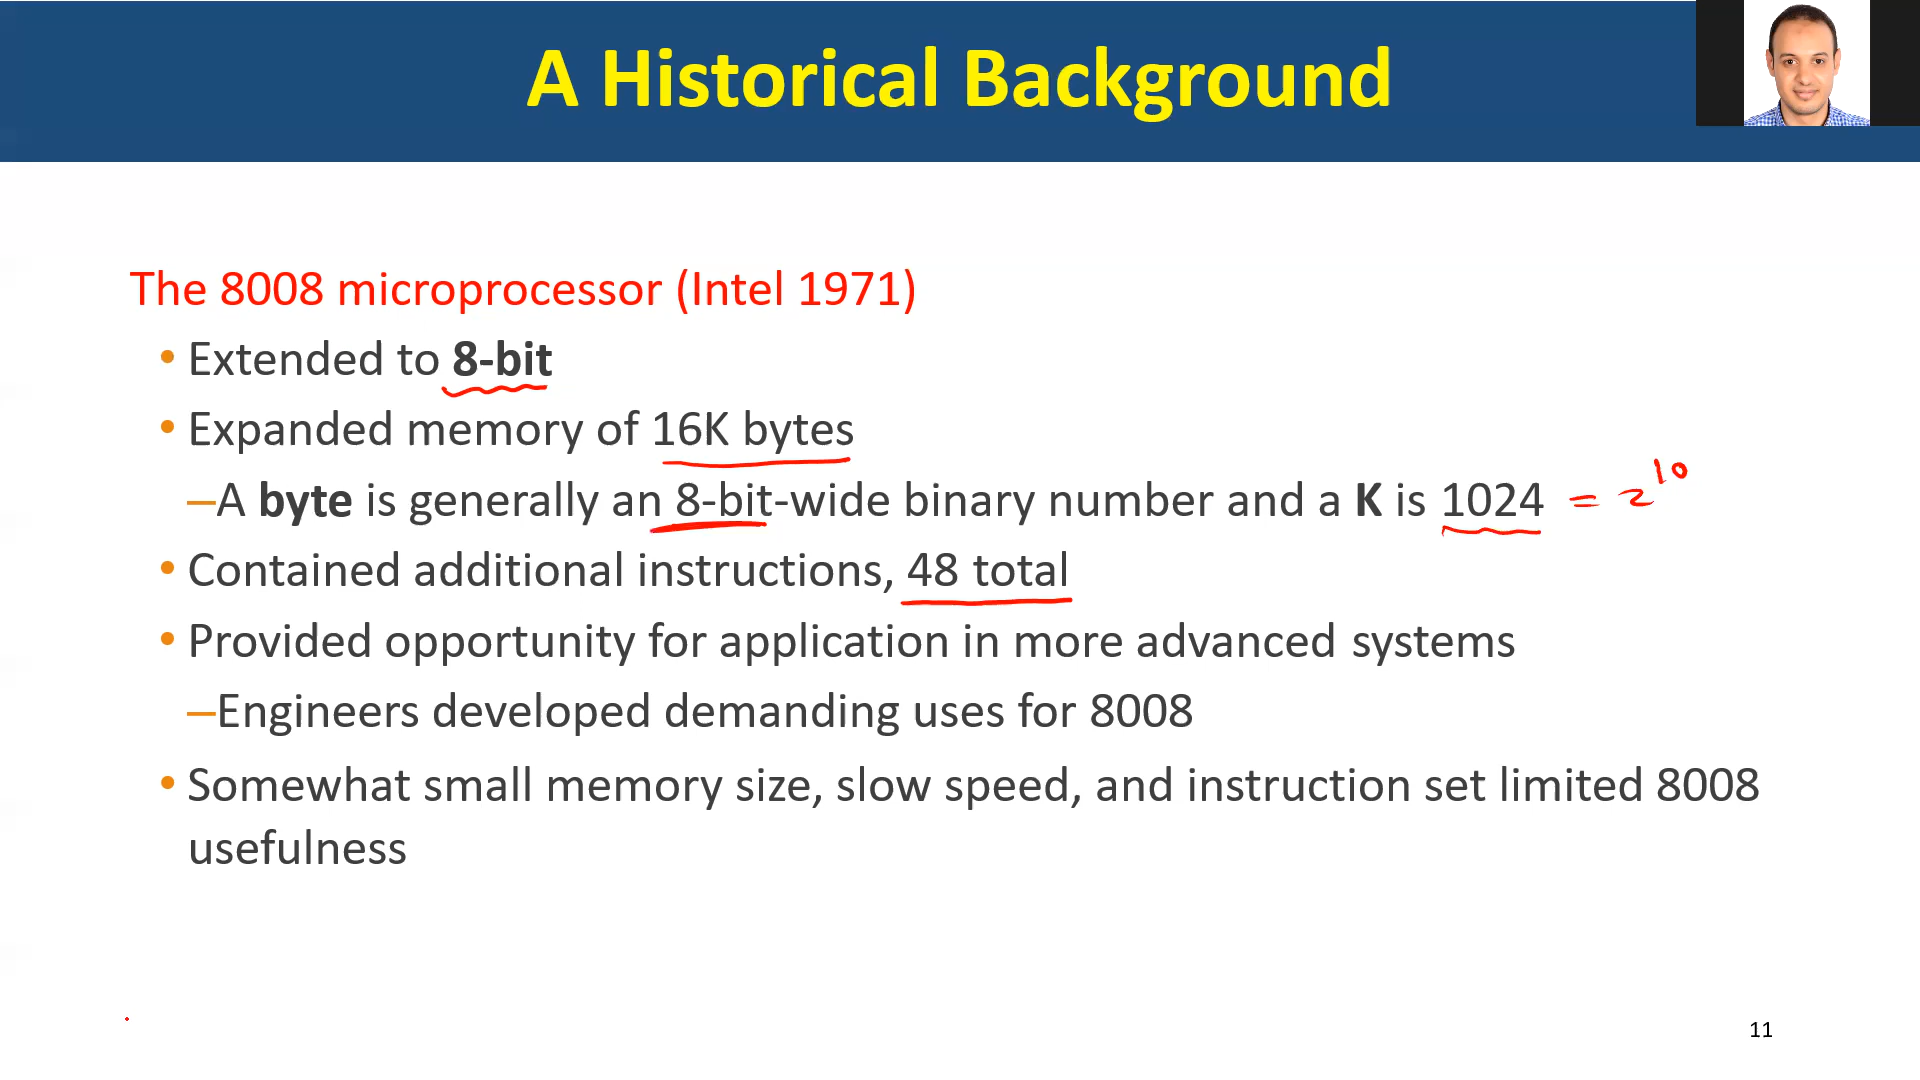 A Historical Background
The 8008 microprocessor (Intel 1971)
• Extended to 8-bit
• Expanded memory of 16K bytes
–A byte is generally an 8-bit-wide binary number and a K is 1024 = 2^10
• Contained additional instructions, 48 total
• Provided opportunity for application in more advanced systems
–Engineers developed demanding uses for 8008
• Somewhat small memory size, slow speed, and instruction set limited 8008
usefulness
11